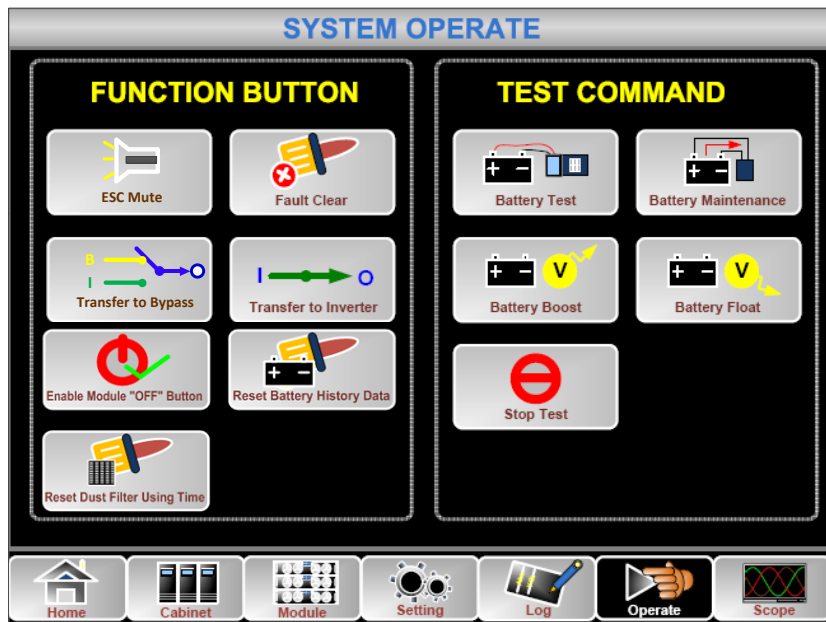 SYSTEM OPERATE
FUNCTION BUTTON
ESC Mute
Fault Clear
B
I
Transfer to Bypass
I O
Transfer to Inverter
Enable Module "OFF" Button
Reset Battery History Data
Reset Dust Filter Using Time
TEST COMMAND
Battery Test
Battery Maintenance
V
Battery Boost
V
Battery Float
Stop Test
Home
Cabinet
Module
Setting
Log
Operate
Scope